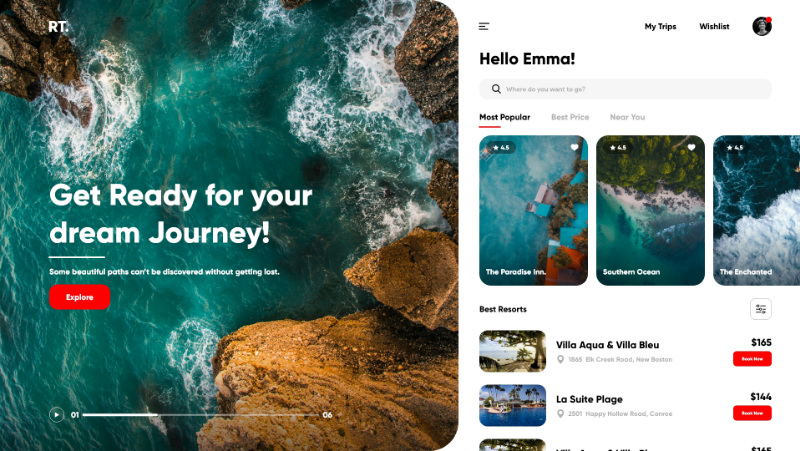 RT.
Get Ready for your
dream Journey!
Some beautiful paths can't be discovered without getting lost.
Explore
01
06
My Trips
Wishlist
Hello Emma!
Where do you want to go?
Most Popular
Best Price
Near You
4.5
The Paradise Inn.
4.5
Southern Ocean
4.5
The Enchanted
Best Resorts
Villa Aqua & Villa Bleu
$165
1865 Elk Creek Road, New Boston
Book Now
La Suite Plage
$144
2501 Happy Hollow Road, Conroe
Book Now
$165